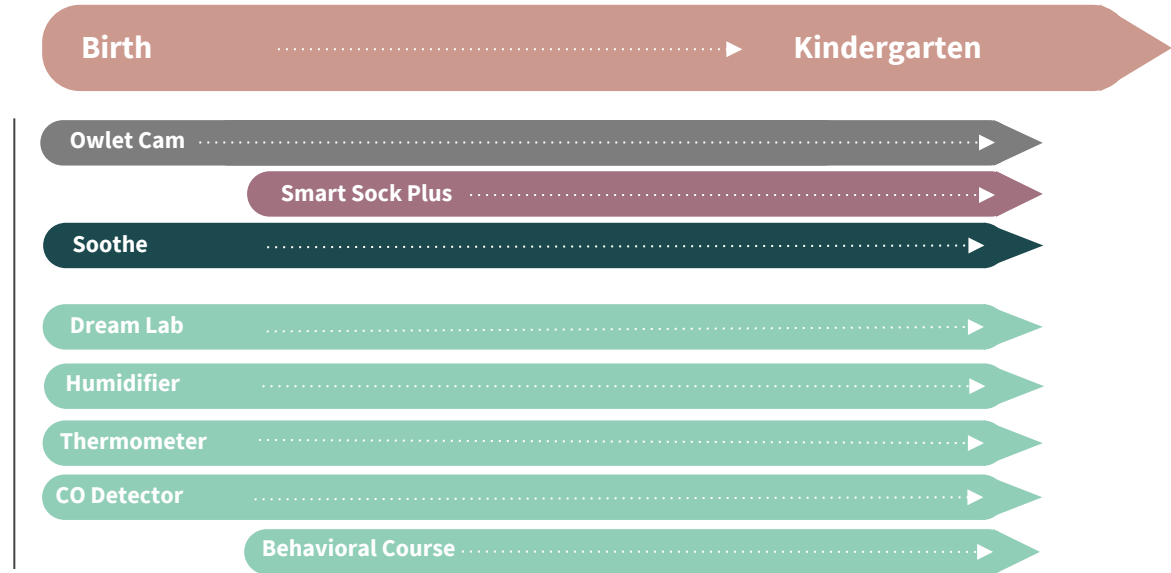 Birth Kindergarten
Owlet Cam
Smart Sock Plus
Soothe
Dream Lab
Humidifier
Thermometer
CO Detector
Behavioral Course